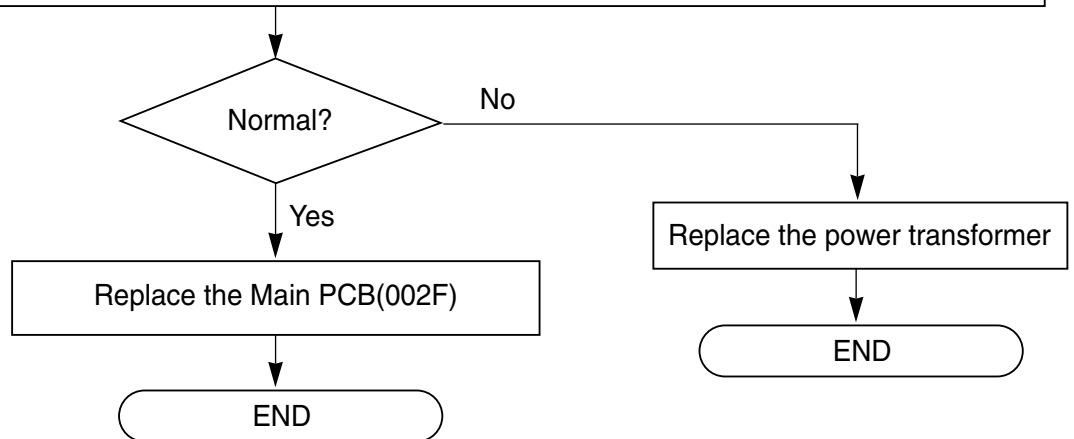 Normal?
No
Yes
Replace the power transformer
Replace the Main PCB(002F)
END
END